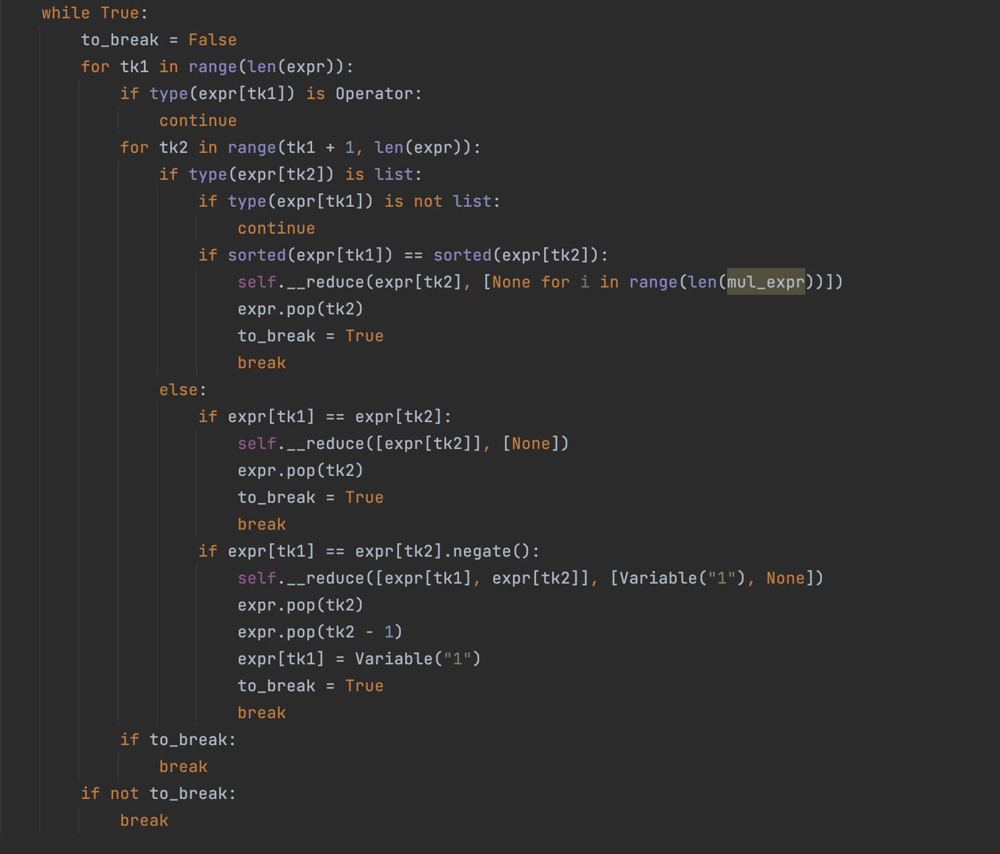 while True:
    to_break = False
    for tk1 in range(len(expr)):
        if type(expr[tk1]) is Operator:
            continue
        for tk2 in range(tk1 + 1, len(expr)):
            if type(expr[tk2]) is list:
                if type(expr[tk1]) is not list:
                    continue
                if sorted(expr[tk1]) == sorted(expr[tk2]):
                    self.__reduce(expr[tk2], [None for i in range(len(mul_expr))])
                    expr.pop(tk2)
                    to_break = True
                    break
            else:
                if expr[tk1] == expr[tk2]:
                    self.__reduce([expr[tk2]], [None])
                    expr.pop(tk2)
                    to_break = True
                    break
                if expr[tk1] == expr[tk2].negate():
                    self.__reduce([expr[tk1], expr[tk2]], [Variable("1"), None])
                    expr.pop(tk2)
                    expr.pop(tk2 - 1)
                    expr[tk1] = Variable("1")
                    to_break = True
                    break
        if to_break:
            break
    if not to_break:
        break